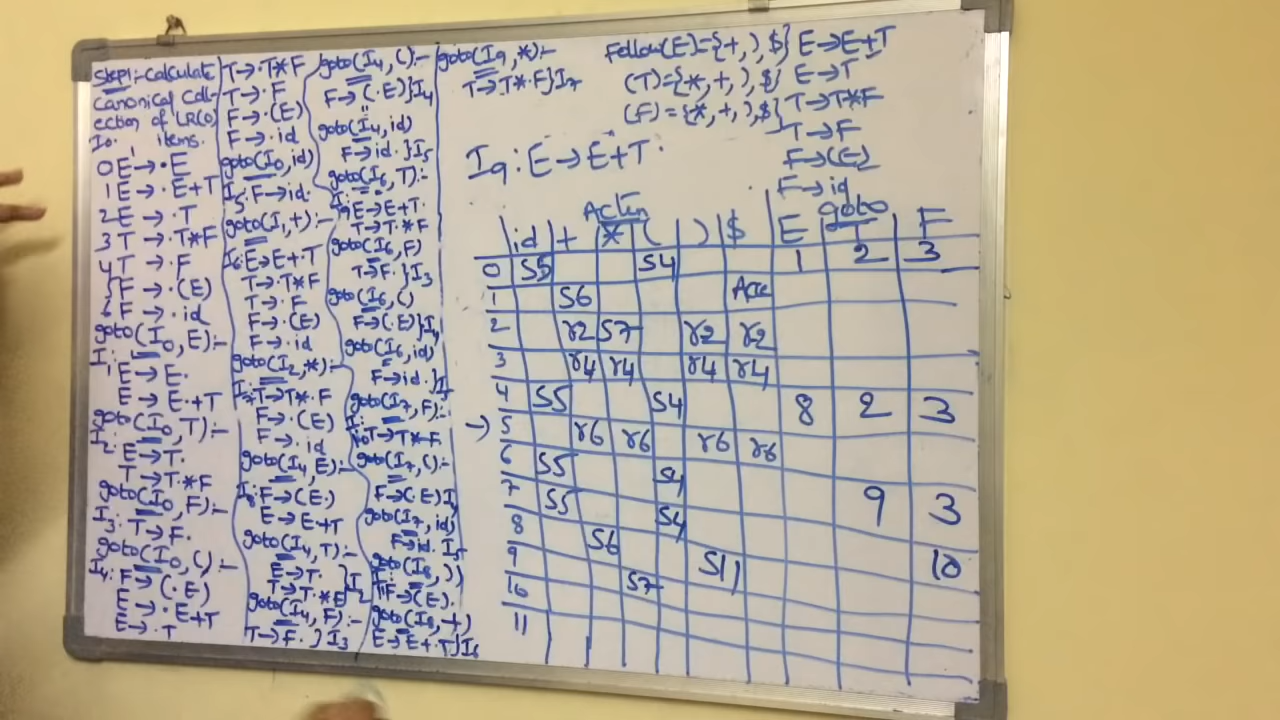 Step1:-Calculate
canonical coll-
ection of LR(0)
I0. items.
0 E'→·E
1 E→·E+T
2 E→·T
3 T→·T*F
4 T→·F
5 F→·(E)
6 F→·id
goto(I0,E):-
I1: E'→E·
E→E·+T
goto(I0,T):-
I2: E→T·
T→T·*F
goto(I0,F):-
I3: T→F·
goto(I0,():-
I4: F→(·E)
E→·E+T
E→·T
T→·T*F
T→·F
F→·(E)
F→·id
goto(I0,id)
I5: F→id·
goto(I1,+):-
I6: E→E+·T
T→·T*F
T→·F
F→·(E)
F→·id
goto(I2,*):-
I7: T→T*·F
F→·(E)
F→·id
goto(I4,E):-
I8: F→(E·)
E→E·+T
goto(I4,T):-
E→T· } I2
T→T·*F
goto(I4,F):-
T→F· } I3
goto(I4,():-
F→(·E)} I4
goto(I4,id)
F→id·} I5
goto(I6,T):-
I9 E→E+T·
T→T·*F
goto(I6,F)
T→F·} I3
goto(I6,()
F→(·E)} I4
goto(I6,id)
F→id·} I5
goto(I7,F):-
I10 T→T*F·
goto(I7,():-
F→(·E) I4
goto(I7,id)
F→id· I5
goto(I8,))
I11 F→(E)·
goto(I8,+)
E→E+·T} I6
goto(I9,*):-
T→T*·F} I7
Follow(E)={+,),$}
(T)={*,+,),$}
(F)={*,+,),$}
E→E+T
E→T
T→T*F
T→F
F→(E)
F→id
I9: E→E+T·
Action goto
id + * ( ) $ E T F
0 S5 S4 1 2 3
1 S6 Acc
2 r2 S7 r2 r2
3 r4 r4 r4 r4
4 S5 S4 8 2 3
→ 5 r6 r6 r6 r6
6 S5 S4 9 3
7 S5 S4 10
8 S6 S11
9 S7
10
11